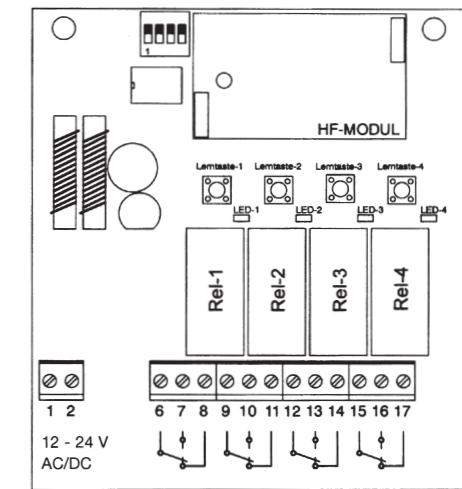 1
HF-MODUL
Lerntaste-1 Lerntaste-2 Lerntaste-3 Lerntaste-4
LED-1 LED-2 LED-3 LED-4
Rel-1 Rel-2 Rel-3 Rel-4
1 2 6 7 8 9 10 11 12 13 14 15 16 17
12 - 24 V
AC/DC